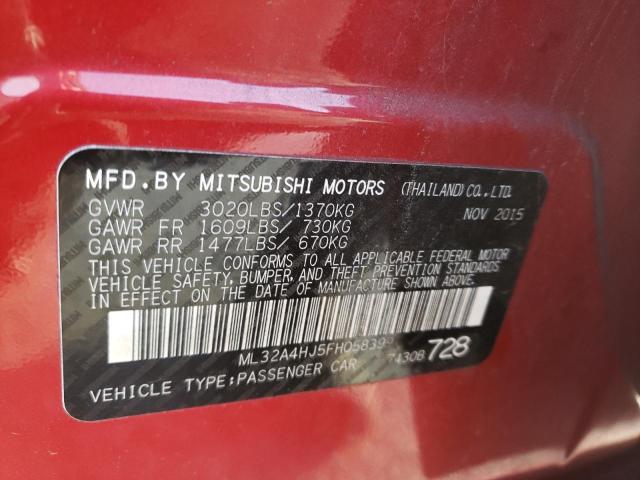 MFD.BY MITSUBISHI MOTORS (THAILAND)CO.,LTD.
GVWR 3020LBS/1370KG NOV 2015
GAWR FR 1609LBS/ 730KG
GAWR RR 1477LBS/ 670KG
THIS VEHICLE CONFORMS TO ALL APPLICABLE FEDERAL MOTOR
VEHICLE SAFETY, BUMPER, AND THEFT PREVENTION STANDARDS
IN EFFECT ON THE DATE OF MANUFACTURE SHOWN ABOVE.
ML32A4HJ5FH058399
VEHICLE TYPE:PASSENGER CAR 74308 728